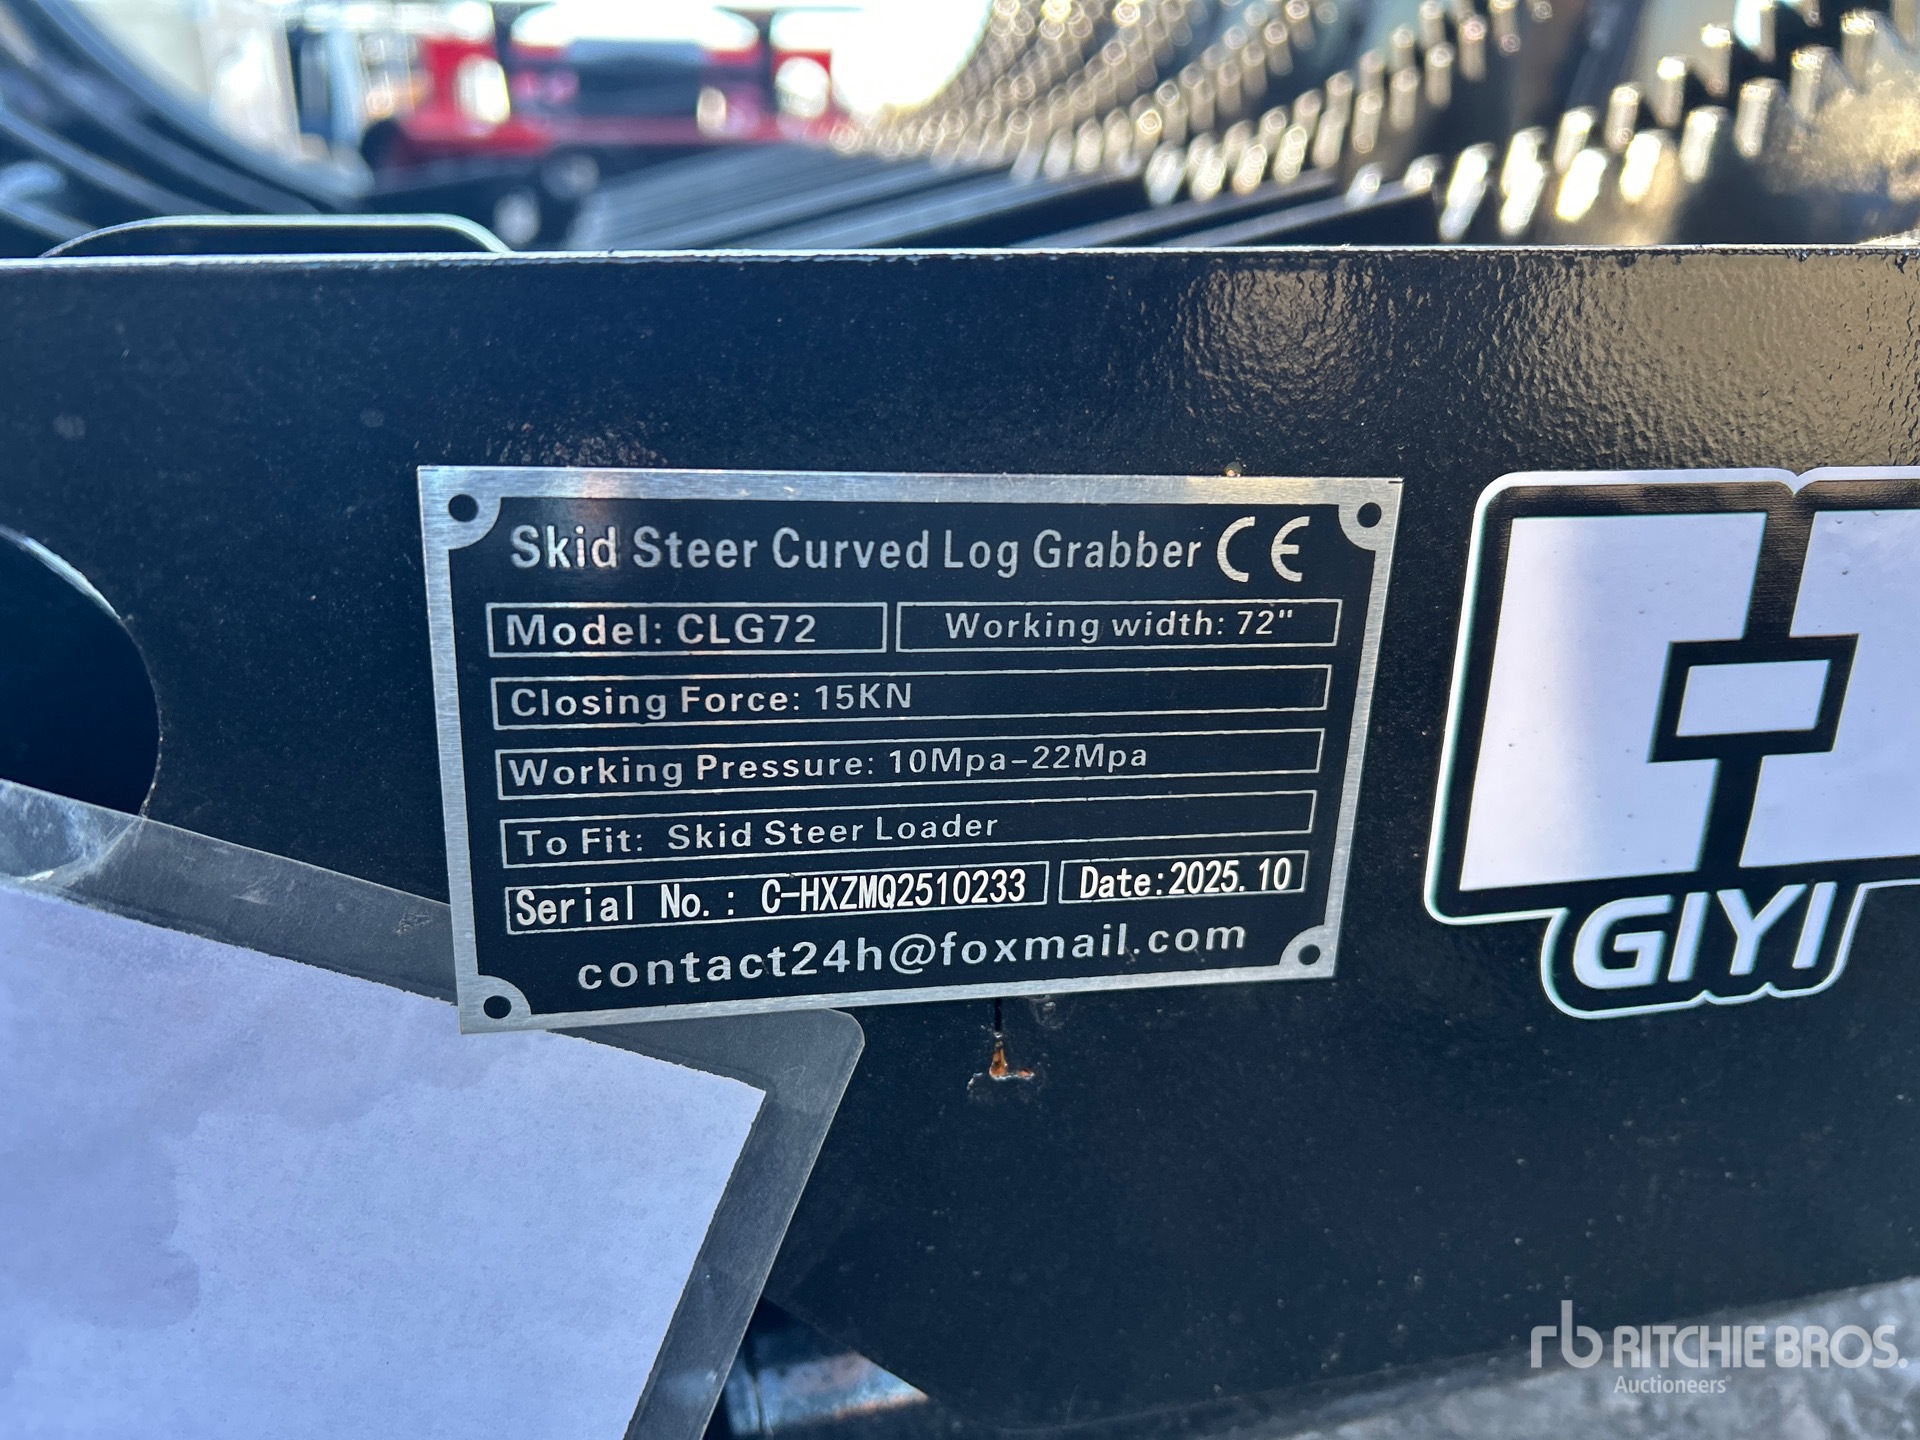 Skid Steer Curved Log Grabber CE
Model: CLG72 Working width: 72"
Closing Force: 15KN
Working Pressure: 10Mpa-22Mpa
To Fit: Skid Steer Loader
Serial No.: C-HXZMQ2510233 Date:2025.10
contact24h@foxmail.com
GIYI
rb RITCHIE BROS.
Auctioneers